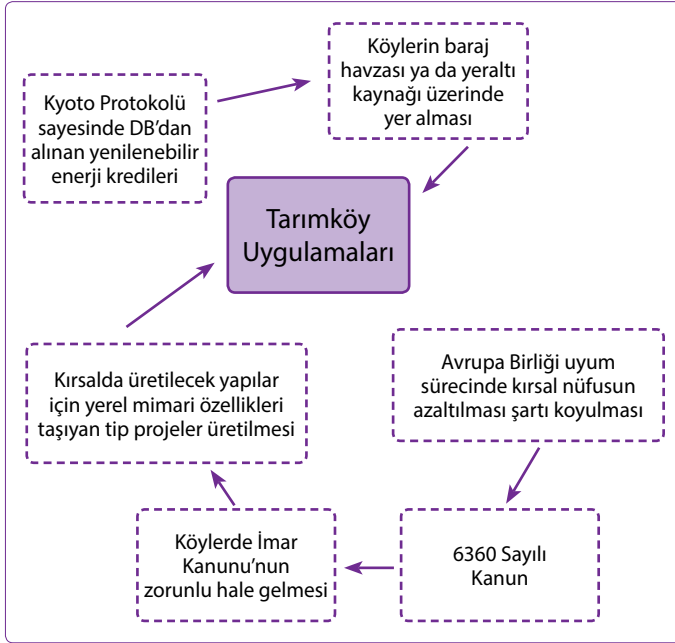 Köylerin baraj
havzası ya da yeraltı
kaynağı üzerinde
yer alması
Kyoto Protokolü
sayesinde DB’dan
alınan yenilenebilir
enerji kredileri
Tarımköy
Uygulamaları
Kırsalda üretilecek yapılar
için yerel mimari özellikleri
taşıyan tip projeler üretilmesi
Avrupa Birliği uyum
sürecinde kırsal nüfusun
azaltılması şartı koyulması
Köylerde İmar
Kanunu’nun
zorunlu hale gelmesi
6360 Sayılı
Kanun